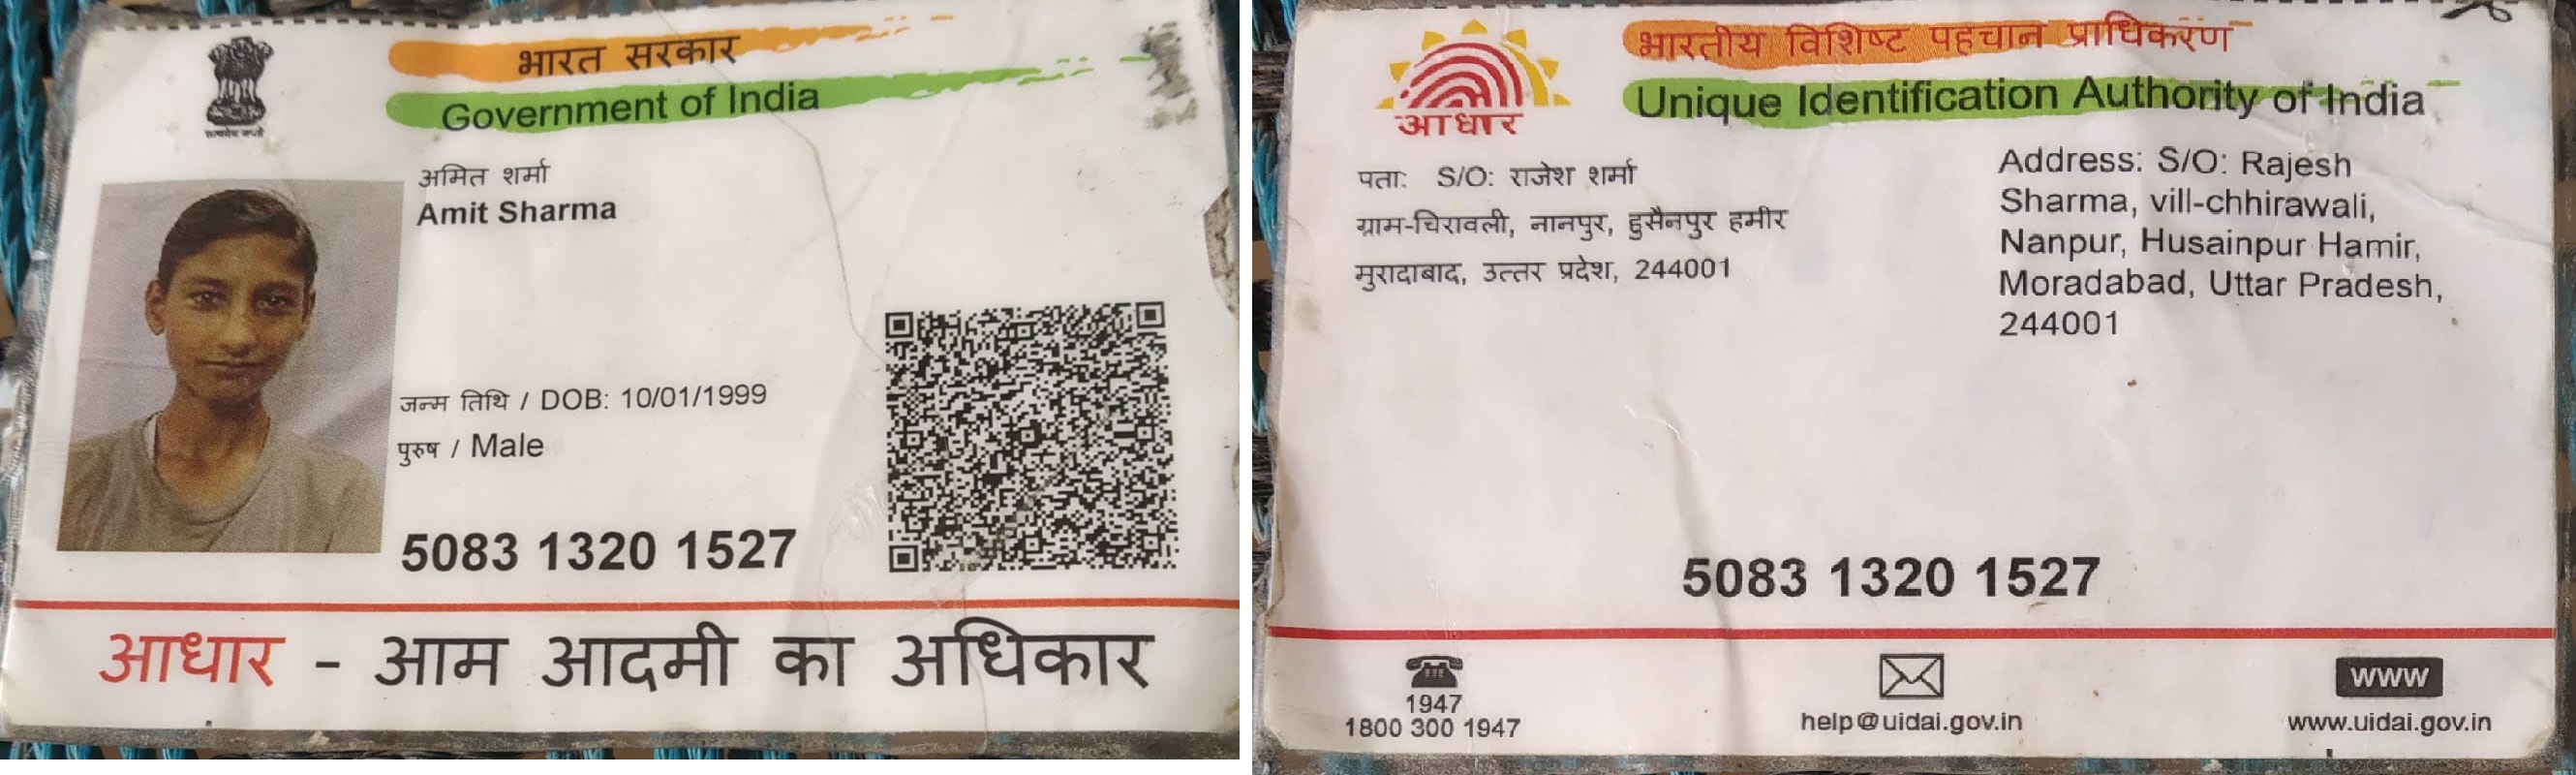 भारत सरकार
Government of India
सत्यमेव जयते
अमित शर्मा
Amit Sharma
जन्म तिथि / DOB: 10/01/1999
पुरुष / Male
5083 1320 1527
आधार - आम आदमी का अधिकार
भारतीय विशिष्ट पहचान प्राधिकरण
Unique Identification Authority of India
आधार
पता: S/O: राजेश शर्मा
ग्राम-चिरावली, नानपुर, हुसैनपुर हमीर
मुरादाबाद, उत्तर प्रदेश, 244001
Address: S/O: Rajesh
Sharma, vill-chhirawali,
Nanpur, Husainpur Hamir,
Moradabad, Uttar Pradesh,
244001
5083 1320 1527
1947
1800 300 1947
help@uidai.gov.in
www
www.uidai.gov.in